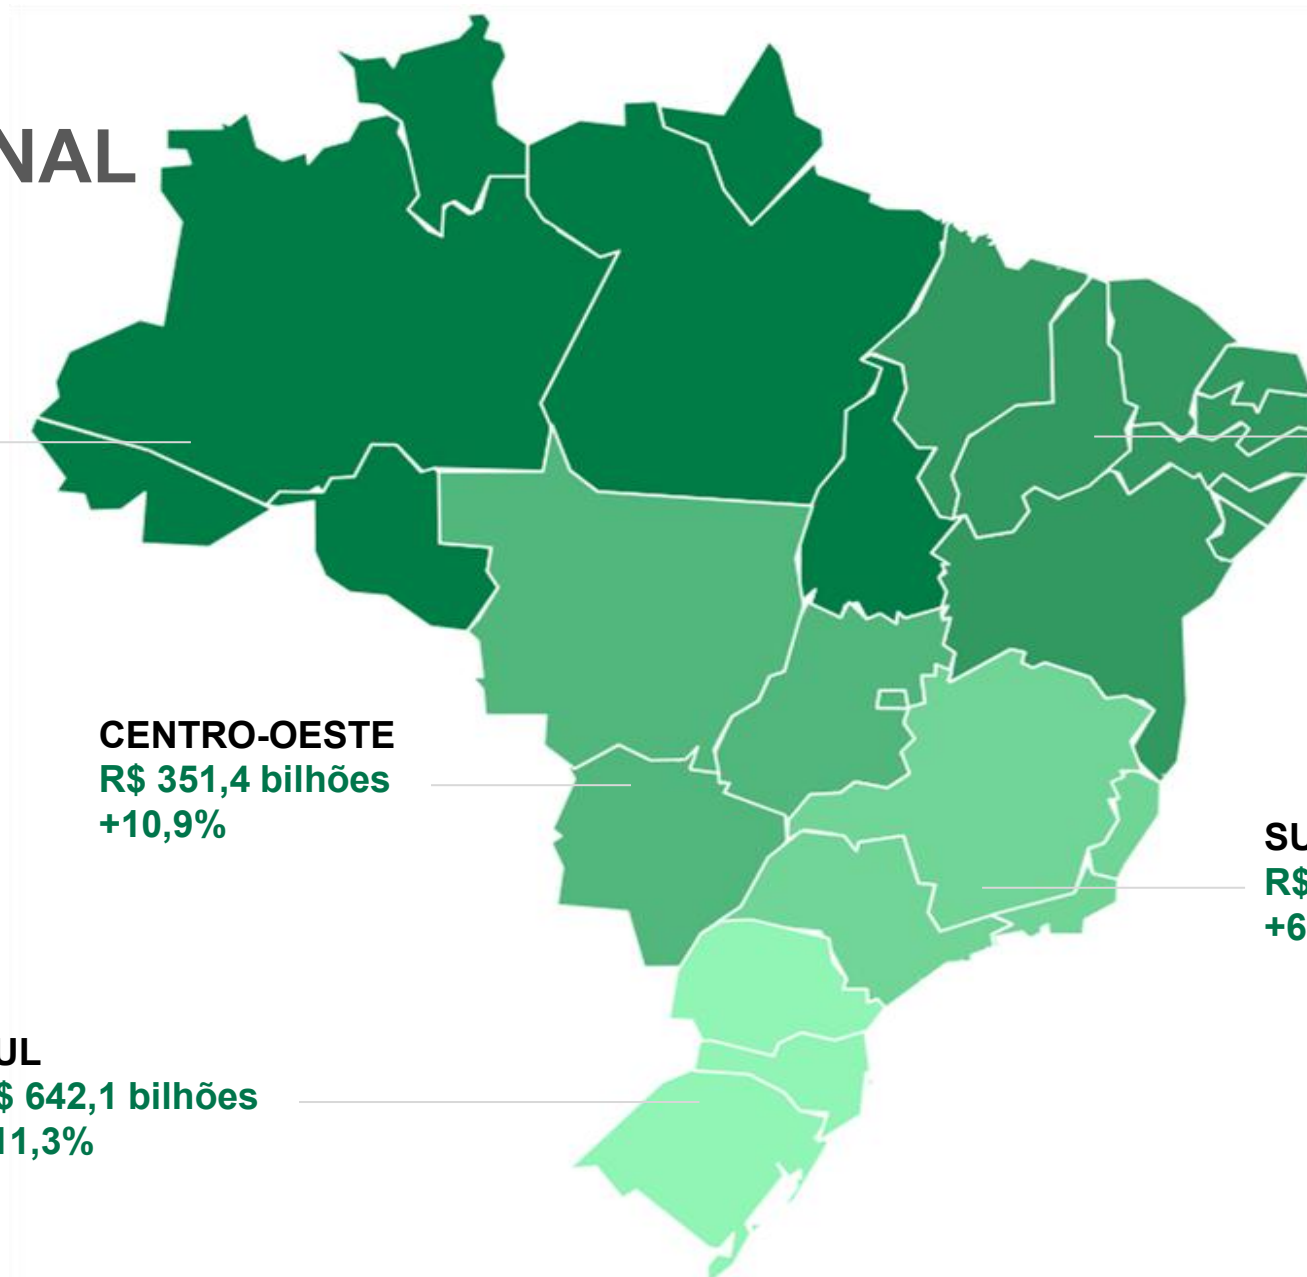 NAL
CENTRO-OESTE
R$ 351,4 bilhões
+10,9%
SU
R$
+6
UL
$ 642,1 bilhões
11,3%